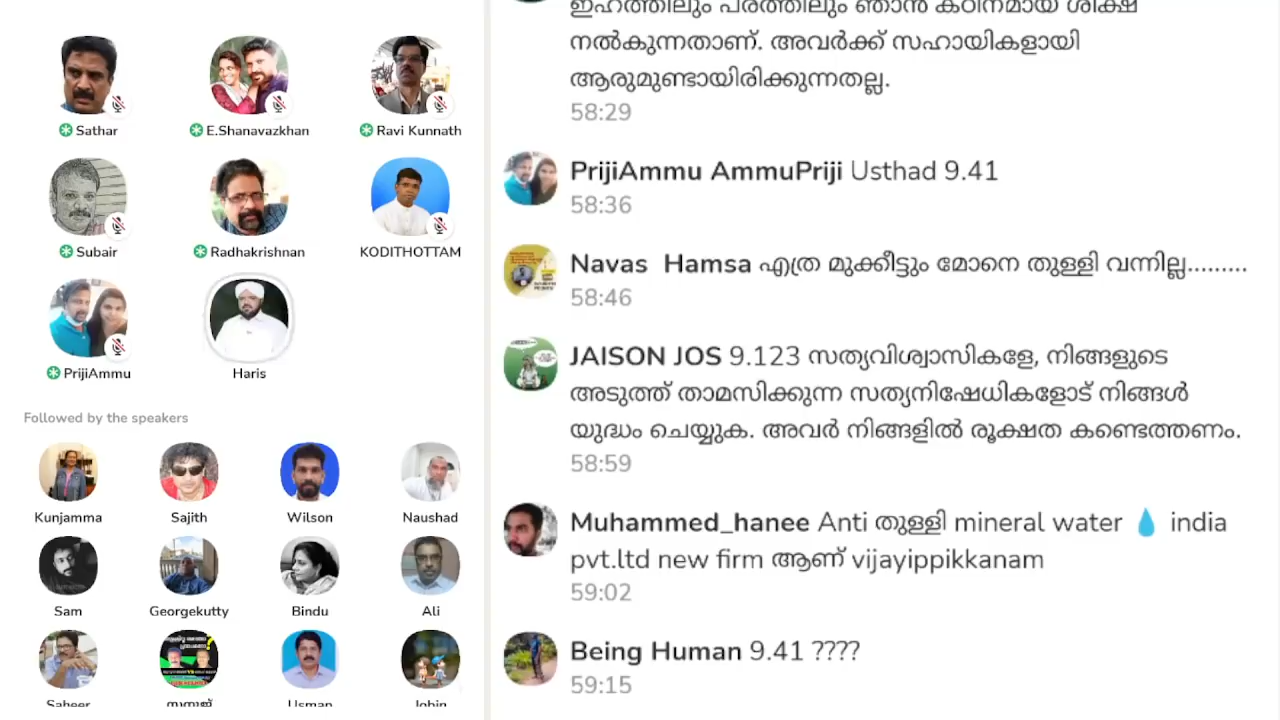 Sathar
E.Shanavazkhan
Ravi Kunnath
Subair
Radhakrishnan
KODITHOTTAM
PrijiAmmu
Haris
Followed by the speakers
Kunjamma
Sajith
Wilson
Naushad
Sam
Georgekutty
Bindu
Ali
Saheer
Usman
Jobin
ഇഹത്തിലും പരത്തിലും ഞാൻ കഠിനമായ ശിക്ഷ
നൽകുന്നതാണ്. അവർക്ക് സഹായികളായി
ആരുമുണ്ടായിരിക്കുന്നതല്ല.
58:29
PrijiAmmu AmmuPriji Usthad 9.41
58:36
Navas Hamsa എത്ര മുക്കീട്ടും മോനെ തുള്ളി വന്നില്ല.........
58:46
JAISON JOS 9.123 സത്യവിശ്വാസികളേ, നിങ്ങളുടെ
അടുത്ത് താമസിക്കുന്ന സത്യനിഷേധികളോട് നിങ്ങൾ
യുദ്ധം ചെയ്യുക. അവർ നിങ്ങളിൽ രൂക്ഷത കണ്ടെത്തണം.
58:59
Muhammed_hanee Anti തുള്ളി mineral water 💧 india
pvt.ltd new firm ആണ് vijayippikkanam
59:02
Being Human 9.41 ????
59:15